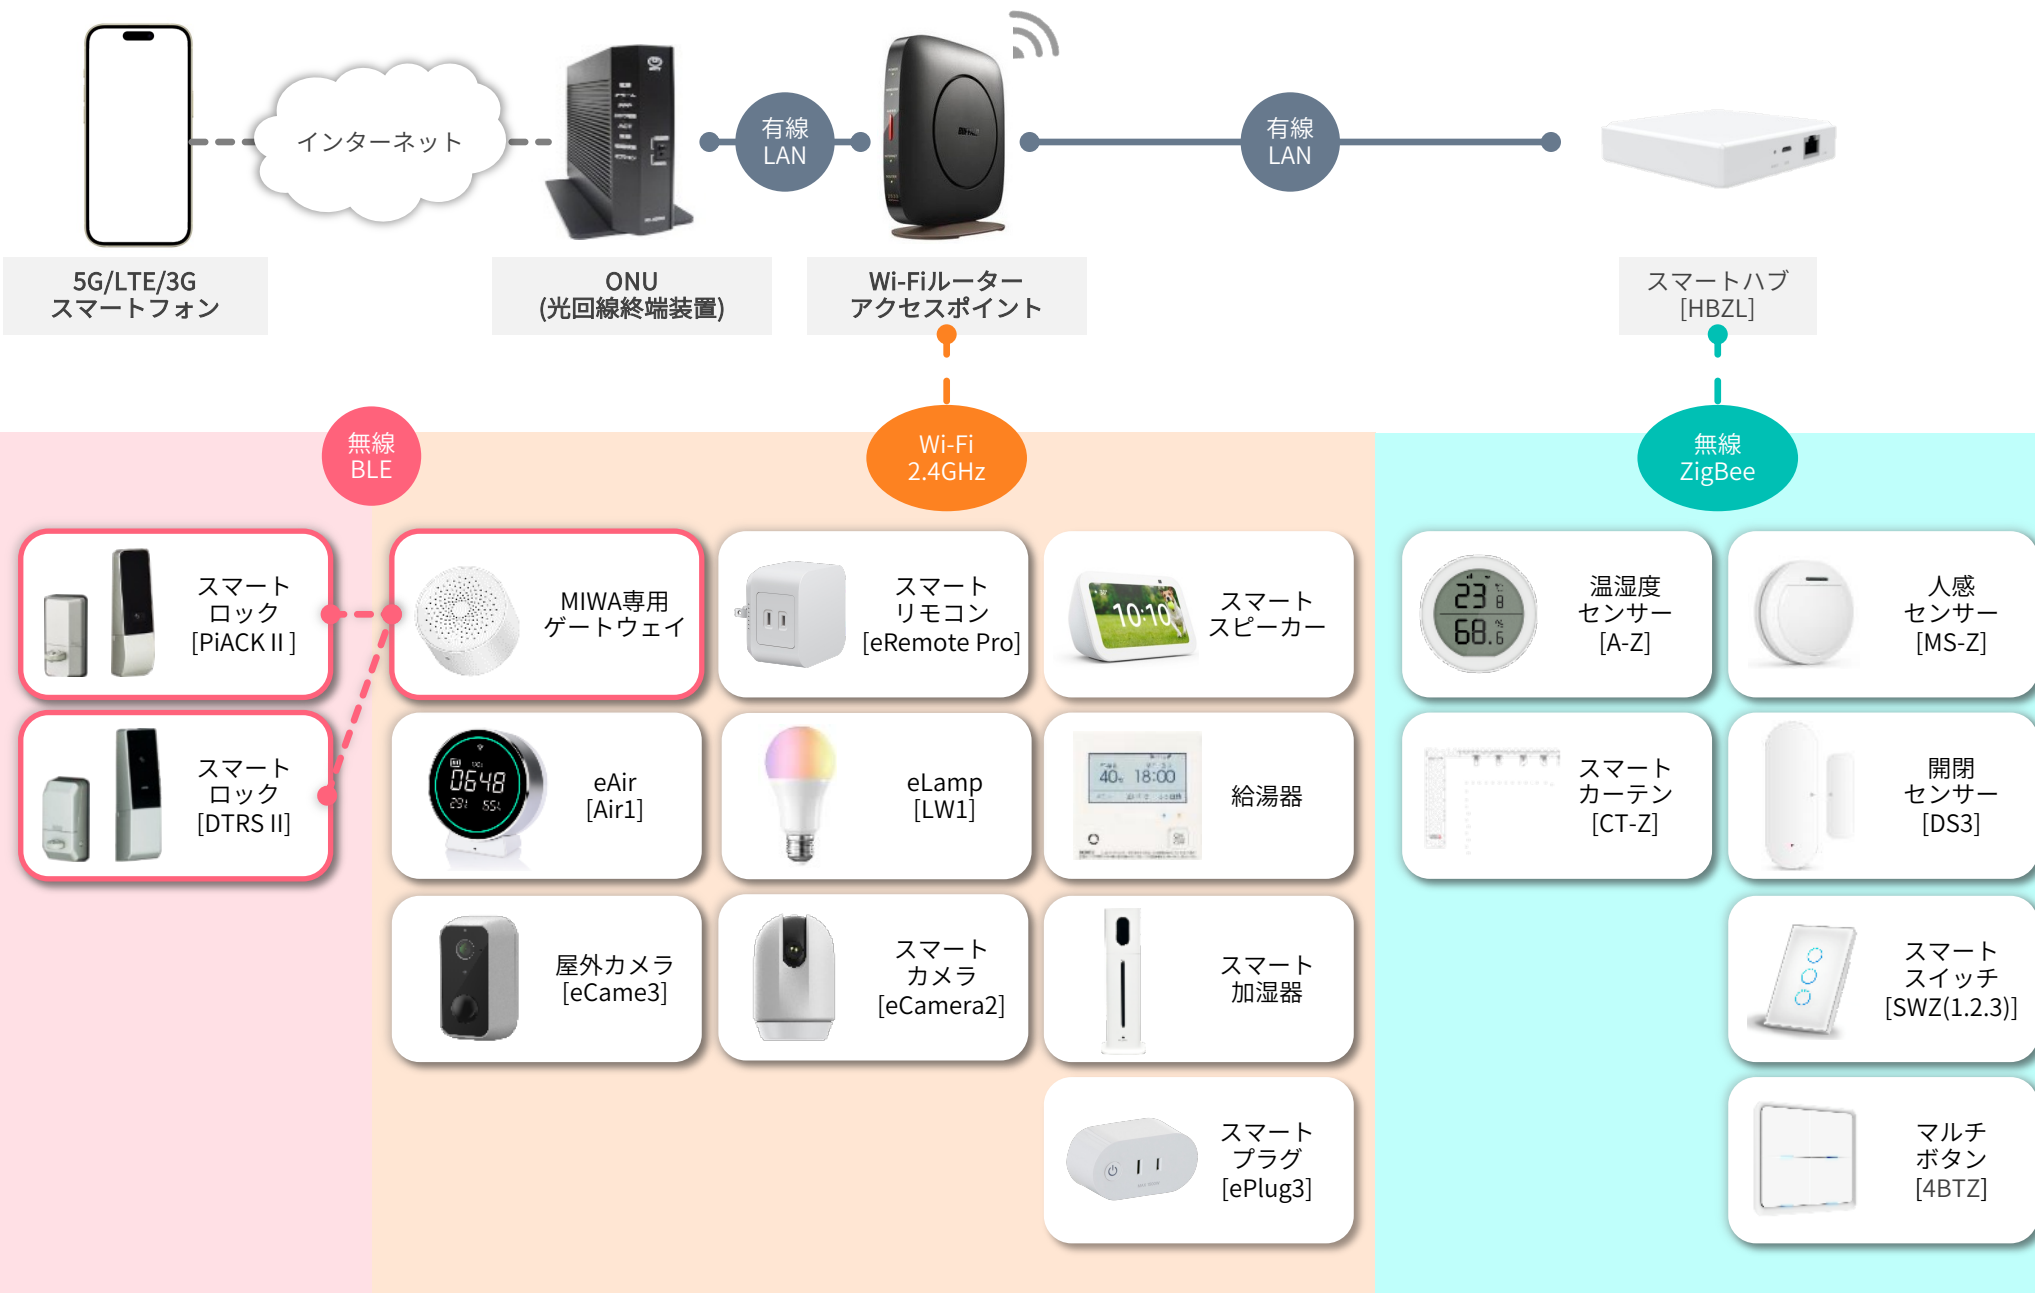 インターネット
有線
LAN
有線
LAN
5G/LTE/3G
スマートフォン
ONU
(光回線終端装置)
Wi-Fiルーター
アクセスポイント
スマートハブ
[HBZL]
無線
BLE
Wi-Fi
2.4GHz
無線
ZigBee
スマート
ロック
[PiACK II ]
MIWA専用
ゲートウェイ
スマート
リモコン
[eRemote Pro]
10:10
スマート
スピーカー
温湿度
センサー
[A-Z]
人感
センサー
[MS-Z]
スマート
ロック
[DTRS II]
0648
eAir
[Air1]
eLamp
[LW1]
40
18:00
給湯器
スマート
カーテン
[CT-Z]
開閉
センサー
[DS3]
屋外カメラ
[eCame3]
スマート
カメラ
[eCamera2]
スマート
加湿器
スマート
スイッチ
[SWZ(1.2.3)]
スマート
プラグ
[ePlug3]
マルチ
ボタン
[4BTZ]